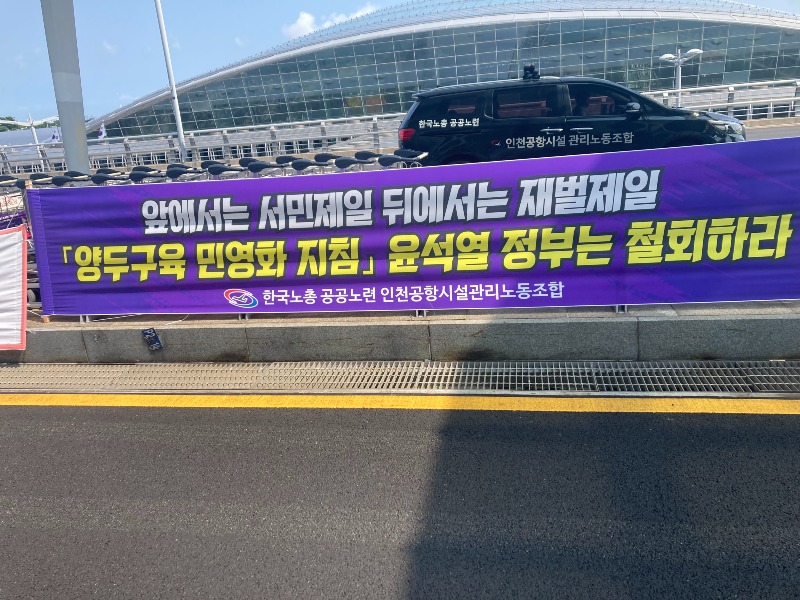 한국노총 공공노련
인천공항시설 관리노동조합
앞에서는 서민제일 뒤에서는 재벌제일
「양두구육 민영화 지침」 윤석열 정부는 철회하라
한국노총 공공노련 인천공항시설관리노동조합